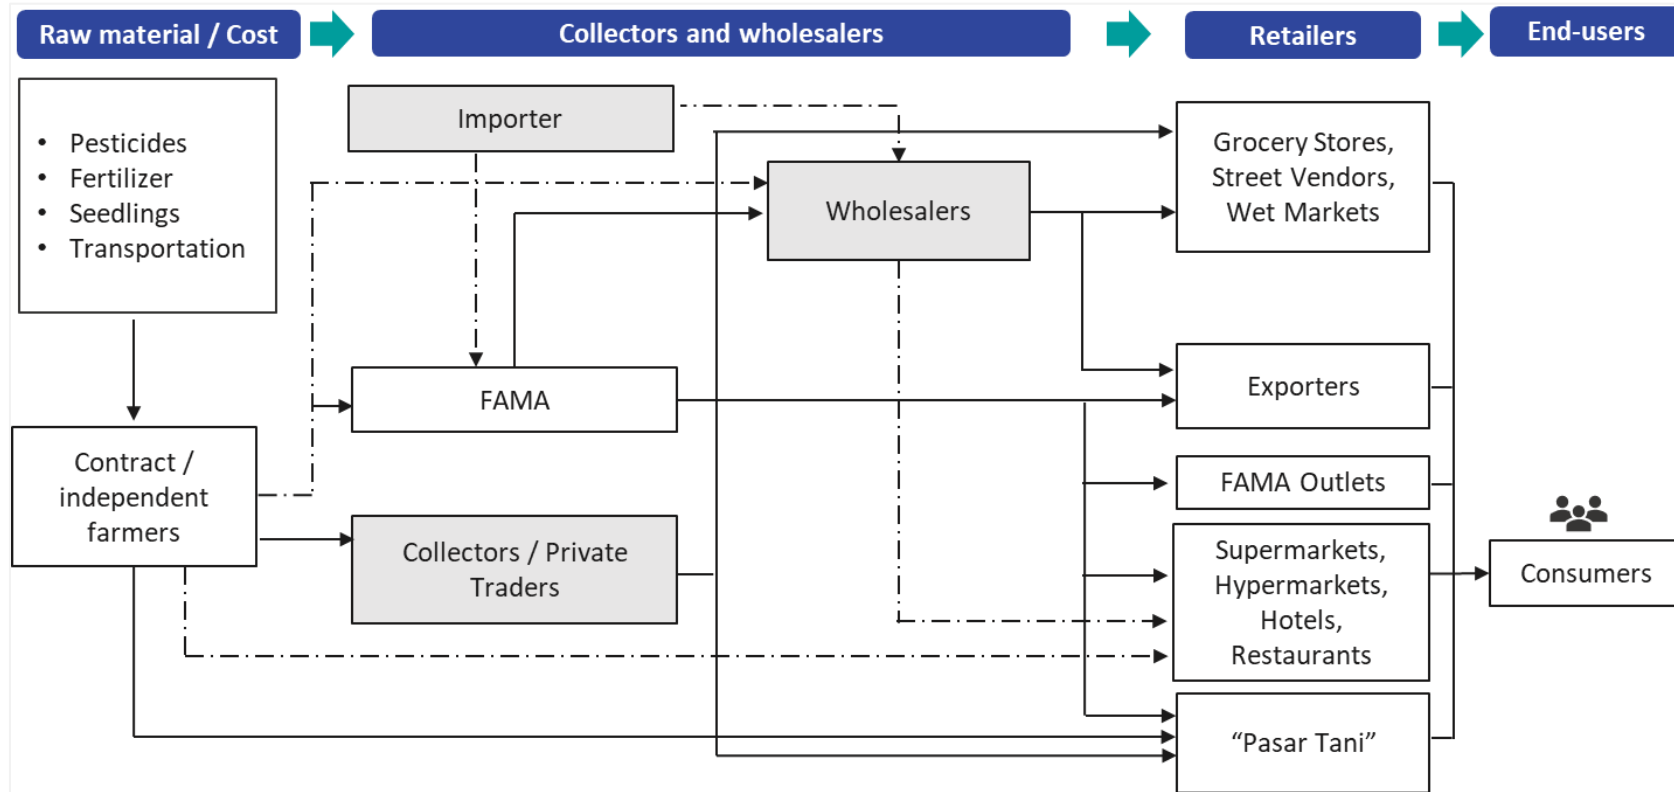 Raw material / Cost
Collectors and wholesalers
Retailers
End-users
• Pesticides
• Fertilizer
• Seedlings
• Transportation
Importer
Wholesalers
Grocery Stores,
Street Vendors,
Wet Markets
FAMA
Exporters
Contract /
independent
farmers
FAMA Outlets
Collectors / Private
Traders
Supermarkets,
Hypermarkets,
Hotels,
Restaurants
Consumers
“Pasar Tani”